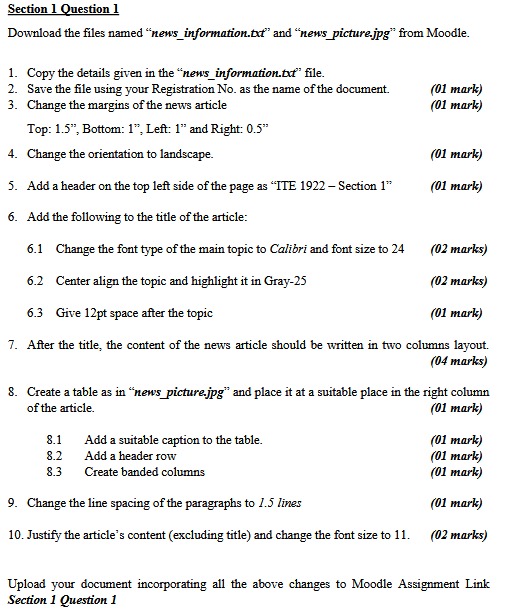 Section 1 Question 1
Download the files named “news_information.txt” and “news_picture.jpg” from Moodle.
1. Copy the details given in the “news_information.txt” file.
2. Save the file using your Registration No. as the name of the document. (01 mark)
3. Change the margins of the news article (01 mark)
Top: 1.5”, Bottom: 1”, Left: 1” and Right: 0.5”
4. Change the orientation to landscape. (01 mark)
5. Add a header on the top left side of the page as “ITE 1922 – Section 1” (01 mark)
6. Add the following to the title of the article:
6.1 Change the font type of the main topic to Calibri and font size to 24 (02 marks)
6.2 Center align the topic and highlight it in Gray-25 (02 marks)
6.3 Give 12pt space after the topic (01 mark)
7. After the title, the content of the news article should be written in two columns layout.
(04 marks)
8. Create a table as in “news_picture.jpg” and place it at a suitable place in the right column
of the article. (01 mark)
8.1 Add a suitable caption to the table. (01 mark)
8.2 Add a header row (01 mark)
8.3 Create banded columns (01 mark)
9. Change the line spacing of the paragraphs to 1.5 lines (01 mark)
10. Justify the article’s content (excluding title) and change the font size to 11. (02 marks)
Upload your document incorporating all the above changes to Moodle Assignment Link
Section 1 Question 1